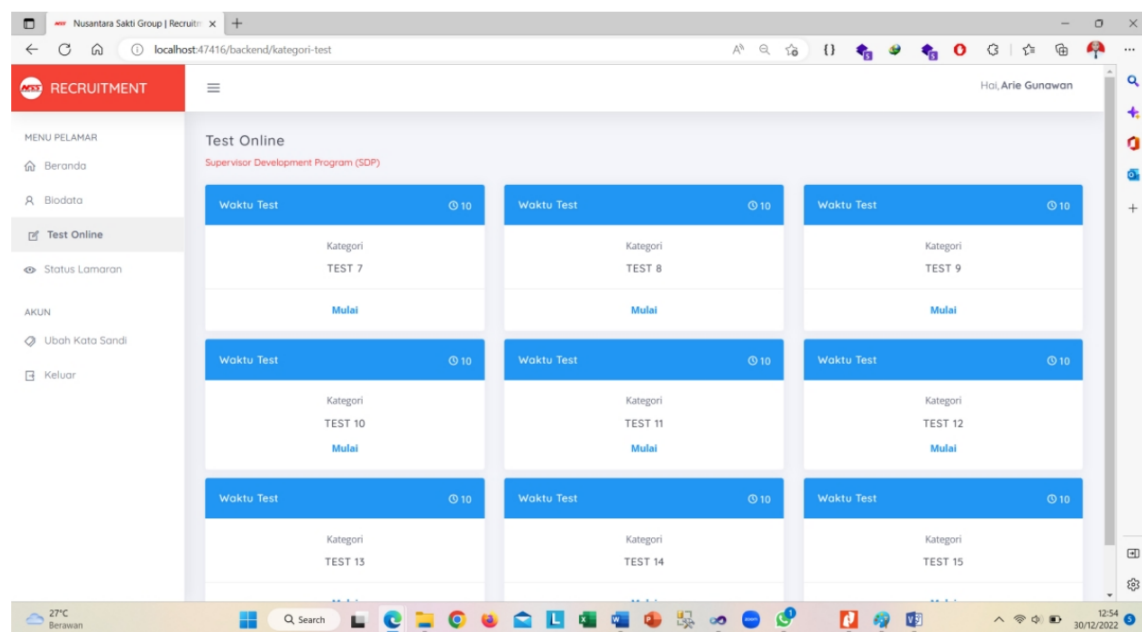 Nusantara Sakti Group | Recruitm
localhost:47416/backend/kategori-test
NSS RECRUITMENT
Hai, Arie Gunawan
MENU PELAMAR
Beranda
Biodata
Test Online
Status Lamaran
AKUN
Ubah Kata Sandi
Keluar
Test Online
Supervisor Development Program (SDP)
Waktu Test 10
Kategori
TEST 7
Mulai
Waktu Test 10
Kategori
TEST 8
Mulai
Waktu Test 10
Kategori
TEST 9
Mulai
Waktu Test 10
Kategori
TEST 10
Mulai
Waktu Test 10
Kategori
TEST 11
Mulai
Waktu Test 10
Kategori
TEST 12
Mulai
Waktu Test 10
Kategori
TEST 13
Waktu Test 10
Kategori
TEST 14
Waktu Test 10
Kategori
TEST 15
27°C
Berawan
Search
12:54
30/12/2022